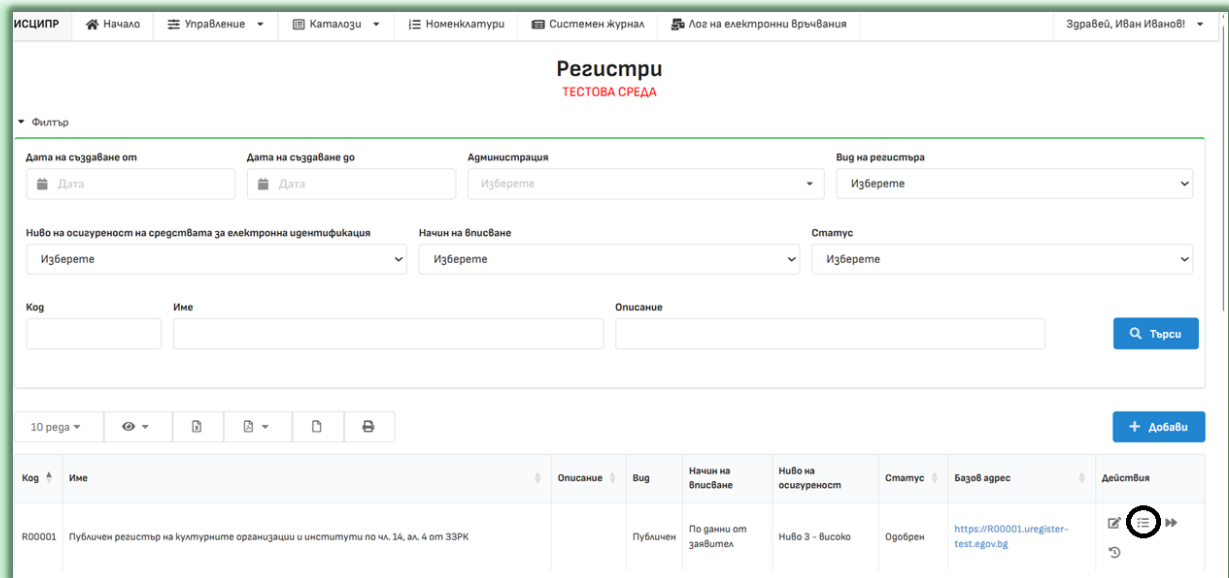 ИСЦИПР Начало Управление Каталози Номенклатури Системен журнал Лог на електронни връчвания Здравей, Иван Иванов!
Регистри
ТЕСТОВА СРЕДА
Филтър
Дата на създаване от Дата на създаване до Администрация Вид на регистъра
Дата Дата Изберете Изберете
Ниво на осигуреност на средствата за електронна идентификация Начин на вписване Статус
Изберете Изберете Изберете
Код Име Описание
Търси
10 реда Добави
Код Име Описание Вид Начин на вписване Ниво на осигуреност Статус Базов адрес Действия
R00001 Публичен регистър на културните организации и институти по чл. 14, ал. 4 от ЗЗРК Публичен По данни от заявител Ниво 3 - високо Одобрен https://R00001.uregister-test.egov.bg